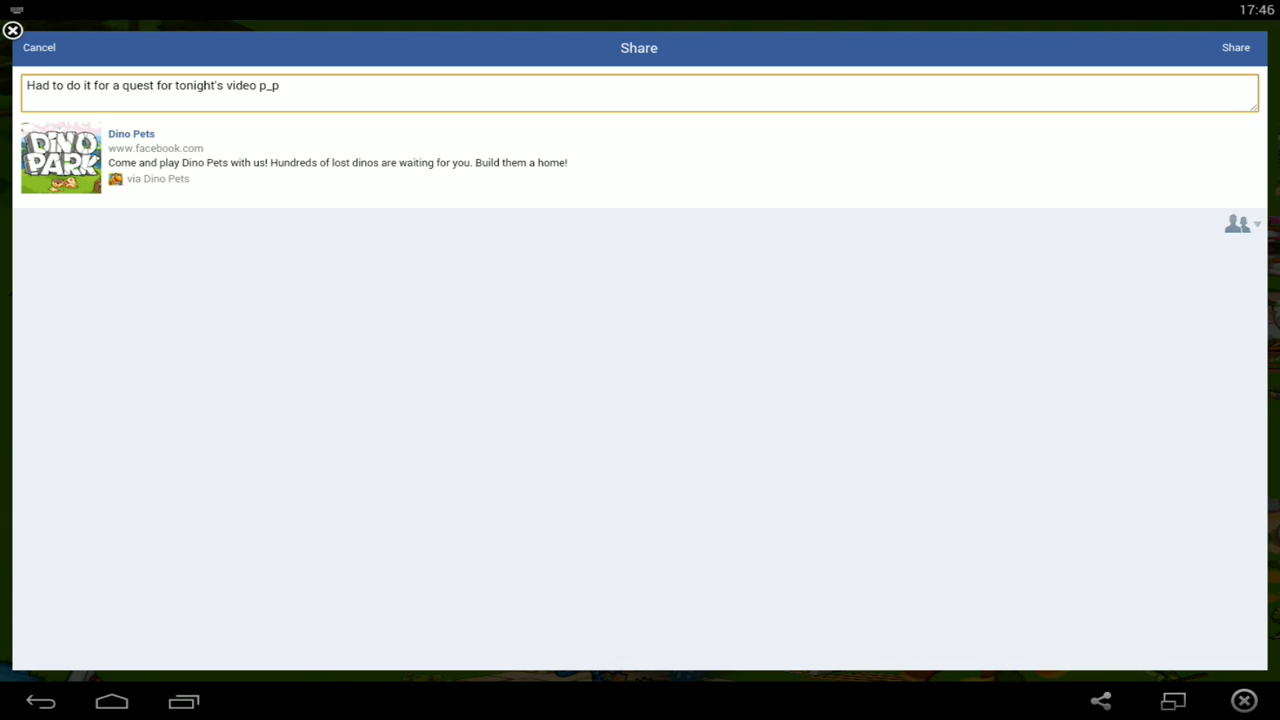 17:46
Cancel
Share
Share
Had to do it for a quest for tonight's video p_p
DINO
PARK
Dino Pets
www.facebook.com
Come and play Dino Pets with us! Hundreds of lost dinos are waiting for you. Build them a home!
via Dino Pets